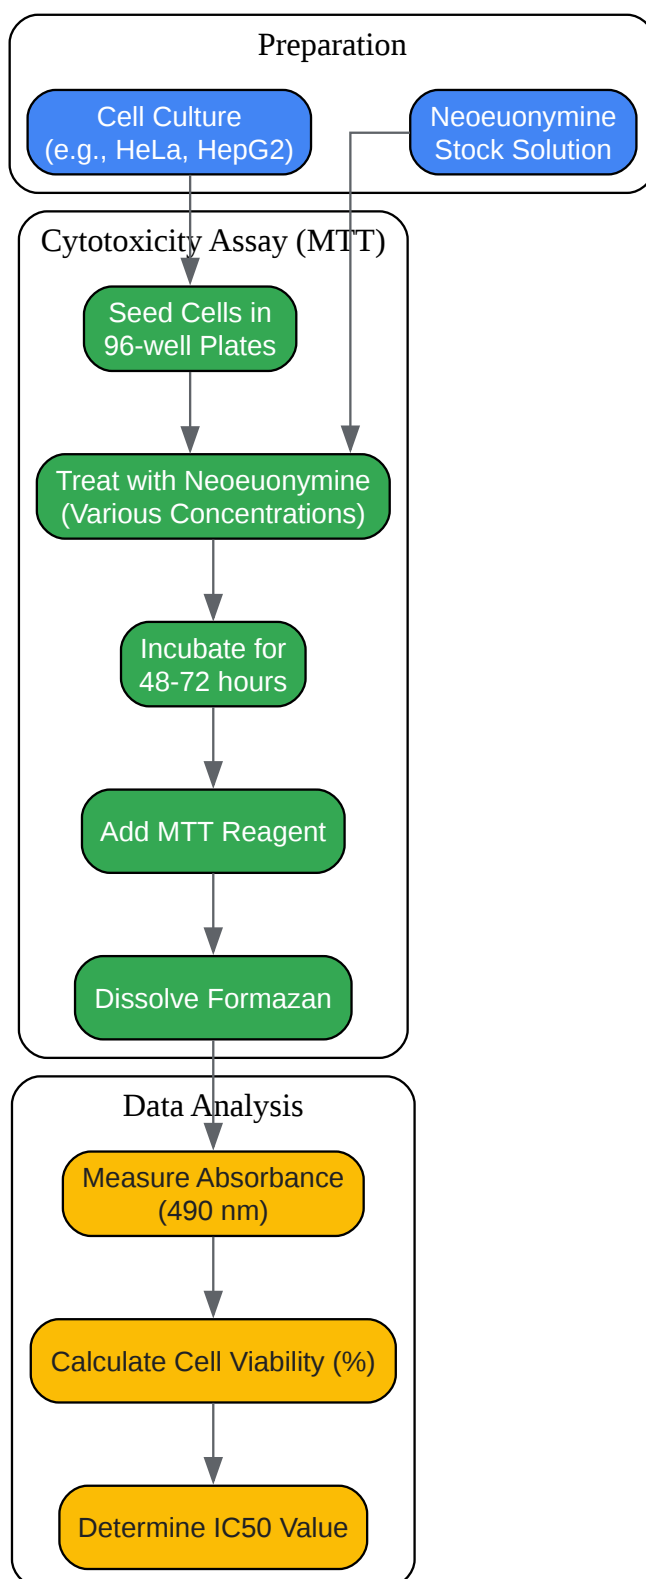 Preparation
Cell Culture
(e.g., HeLa, HepG2)
Neoeuonymine
Stock Solution
Cytotoxicity Assay (MTT)
Seed Cells in
96-well Plates
Treat with Neoeuonymine
(Various Concentrations)
Incubate for
48-72 hours
Add MTT Reagent
Dissolve Formazan
Data Analysis
Measure Absorbance
(490 nm)
Calculate Cell Viability (%)
Determine IC50 Value